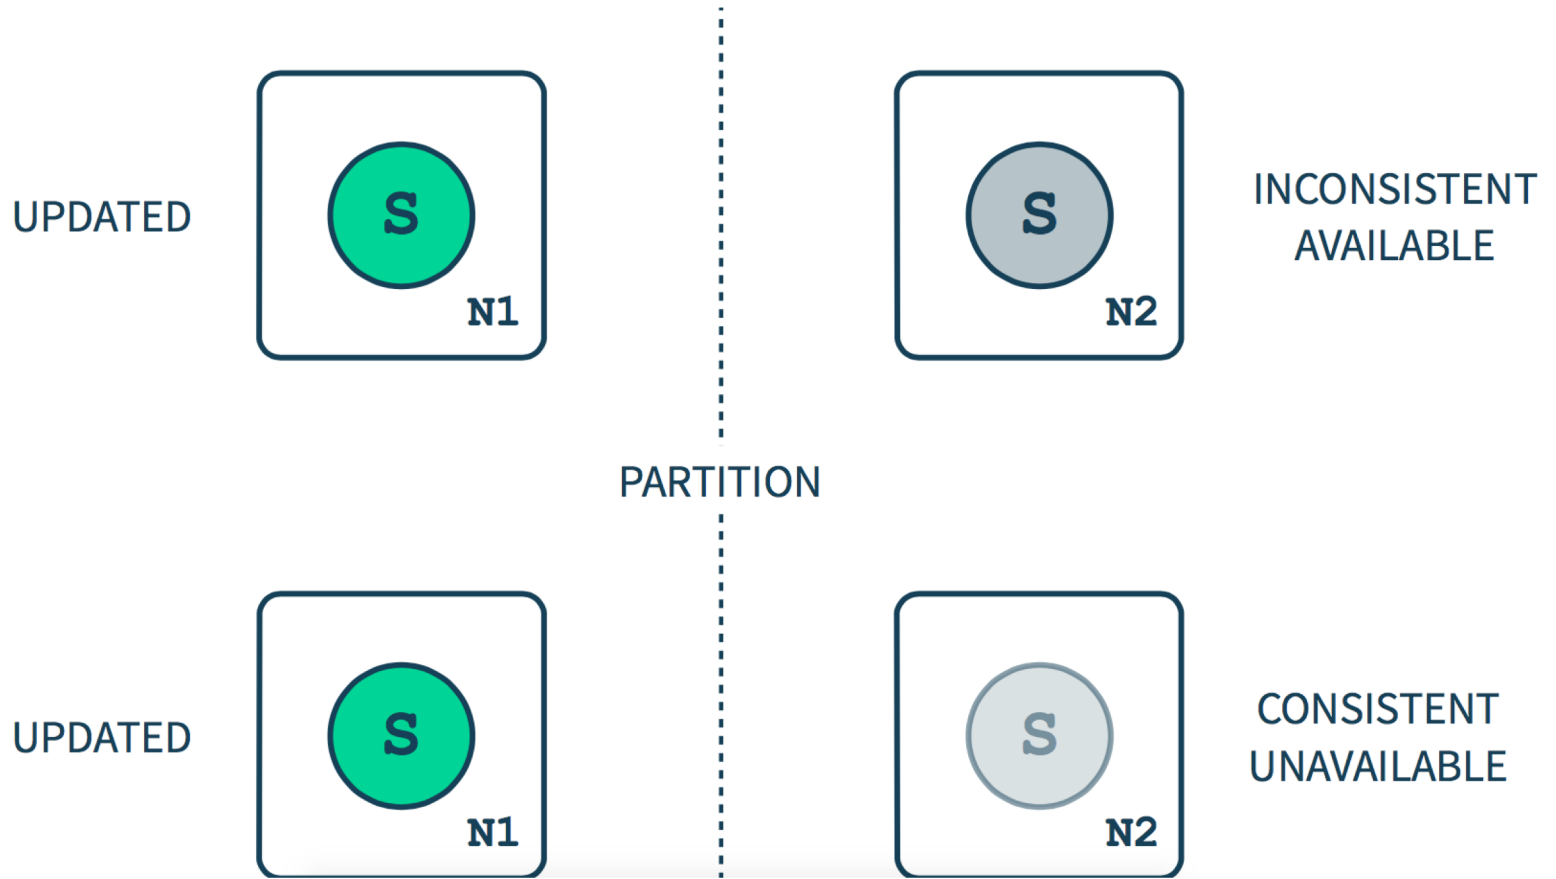 UPDATED
S
N1
S
N2
INCONSISTENT
AVAILABLE
PARTITION
UPDATED
S
N1
S
N2
CONSISTENT
UNAVAILABLE